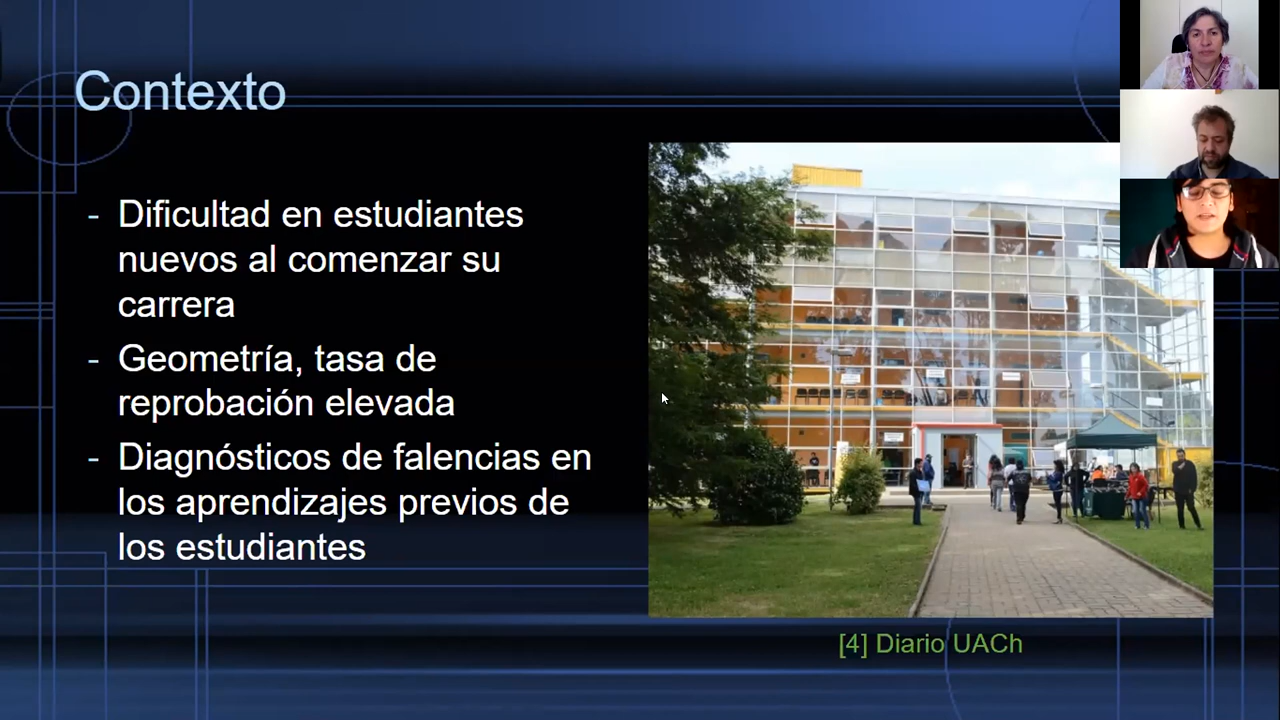 Contexto
- Dificultad en estudiantes
nuevos al comenzar su
carrera
- Geometría, tasa de
reprobación elevada
- Diagnósticos de falencias en
los aprendizajes previos de
los estudiantes
[4] Diario UACh